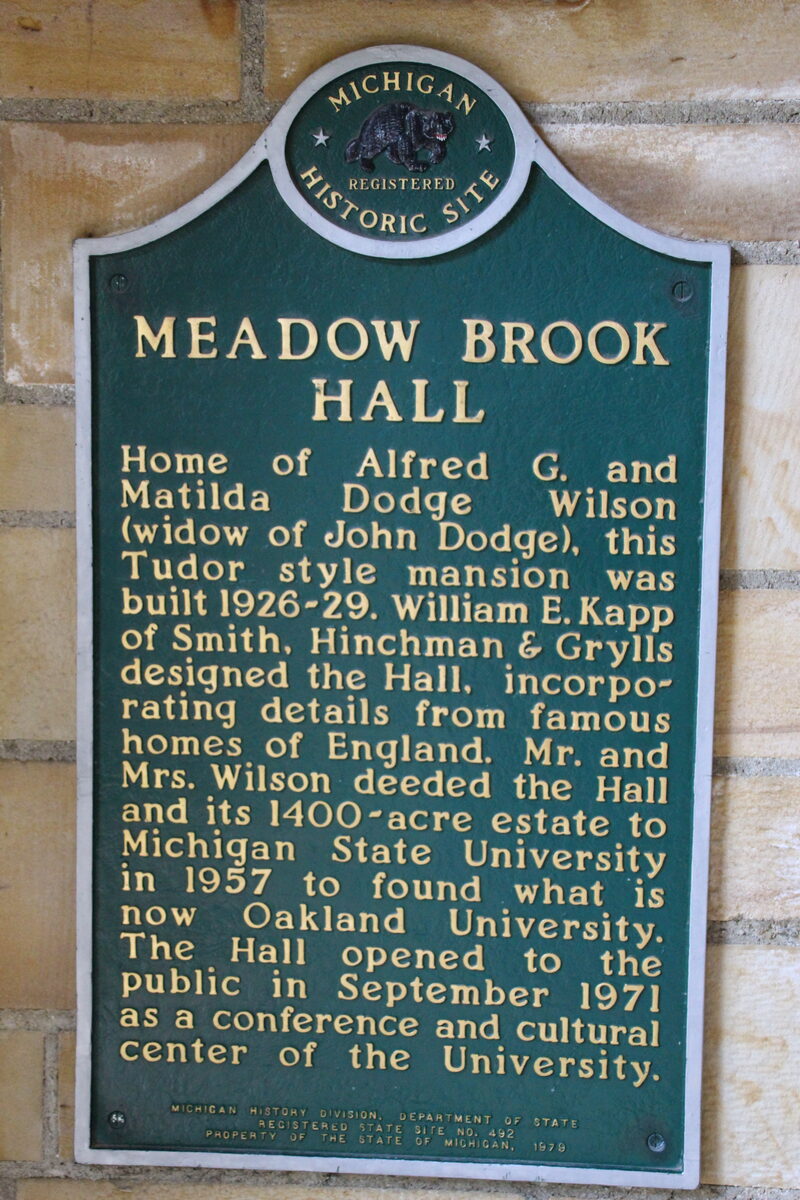 MICHIGAN
REGISTERED
HISTORIC SITE
MEADOW BROOK
HALL
Home of Alfred G. and
Matilda Dodge Wilson
(widow of John Dodge), this
Tudor style mansion was
built 1926-29. William E. Kapp
of Smith, Hinchman & Grylls
designed the Hall, incorpo-
rating details from famous
homes of England. Mr. and
Mrs. Wilson deeded the Hall
and its 1400-acre estate to
Michigan State University
in 1957 to found what is
now Oakland University.
The Hall opened to the
public in September 1971
as a conference and cultural
center of the University.
MICHIGAN HISTORY DIVISION, DEPARTMENT OF STATE
REGISTERED STATE SITE NO. 492
PROPERTY OF THE STATE OF MICHIGAN, 1979